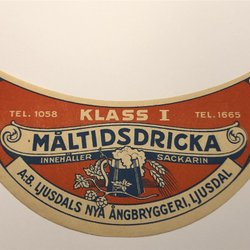 KLASS I
TEL. 1058 TEL. 1665
MÅLTIDSDRICKA
INNEHÅLLER SACKARIN
A.-B. LJUSDALS NYA ÅNGBRYGGERI, LJUSDAL